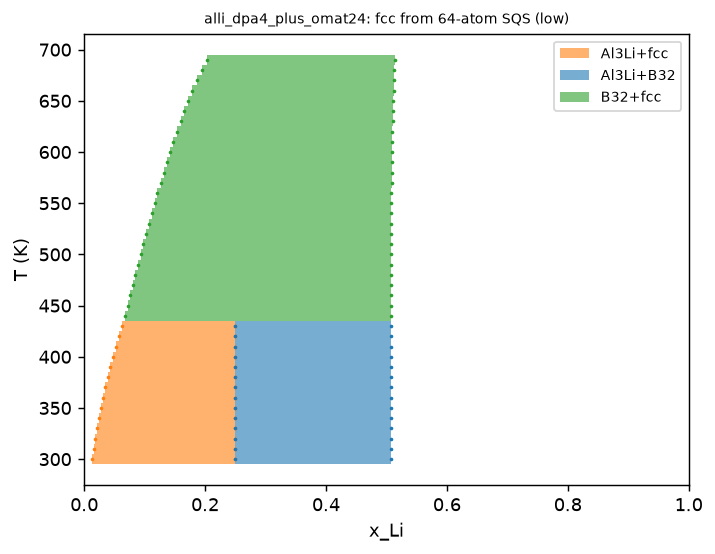 alli_dpa4_plus_omat24: fcc from 64-atom SQS (low)
Al3Li+fcc
Al3Li+B32
B32+fcc
700
650
600
550
500
450
400
350
300
T (K)
0.0 0.2 0.4 0.6 0.8 1.0
x_Li